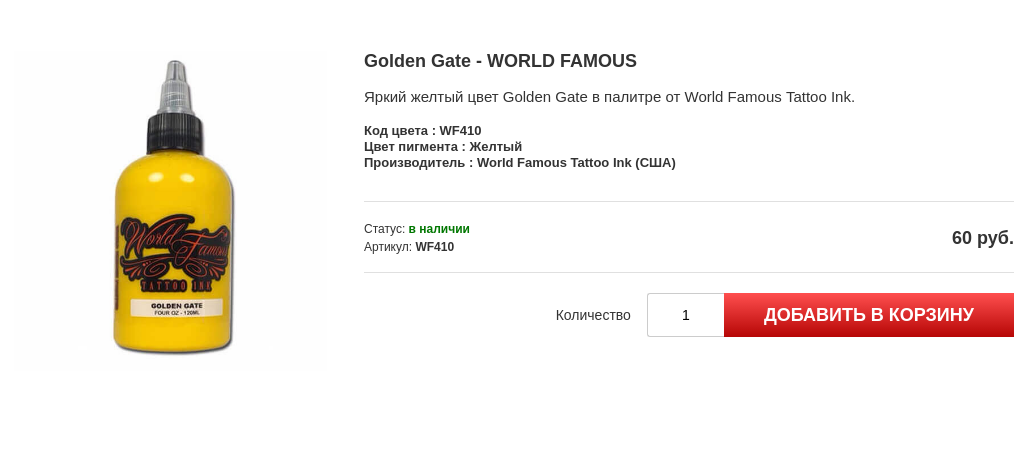 Golden Gate - WORLD FAMOUS
Яркий желтый цвет Golden Gate в палитре от World Famous Tattoo Ink.
Код цвета : WF410
Цвет пигмента : Желтый
Производитель : World Famous Tattoo Ink (США)
Статус: в наличии
Артикул: WF410
60 руб.
Количество
1
ДОБАВИТЬ В КОРЗИНУ
World Famous
TATTOO INK
GOLDEN GATE
FOUR OZ - 120ML